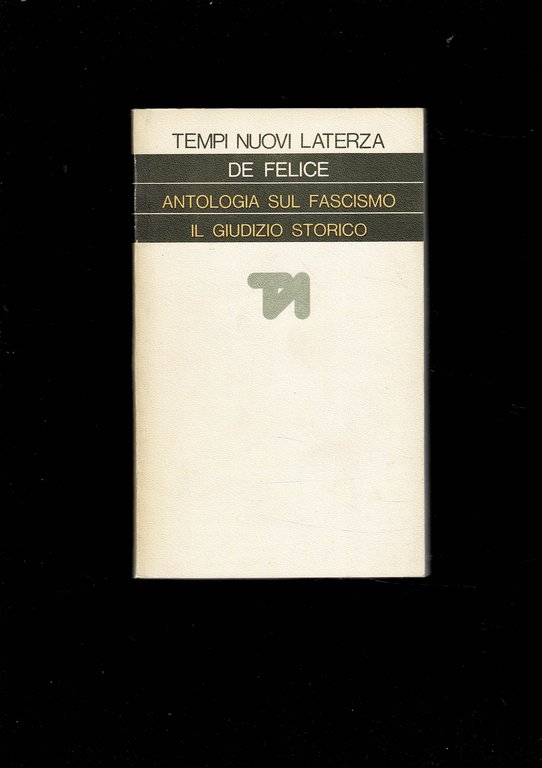 TEMPI NUOVI LATERZA
DE FELICE
ANTOLOGIA SUL FASCISMO
IL GIUDIZIO STORICO